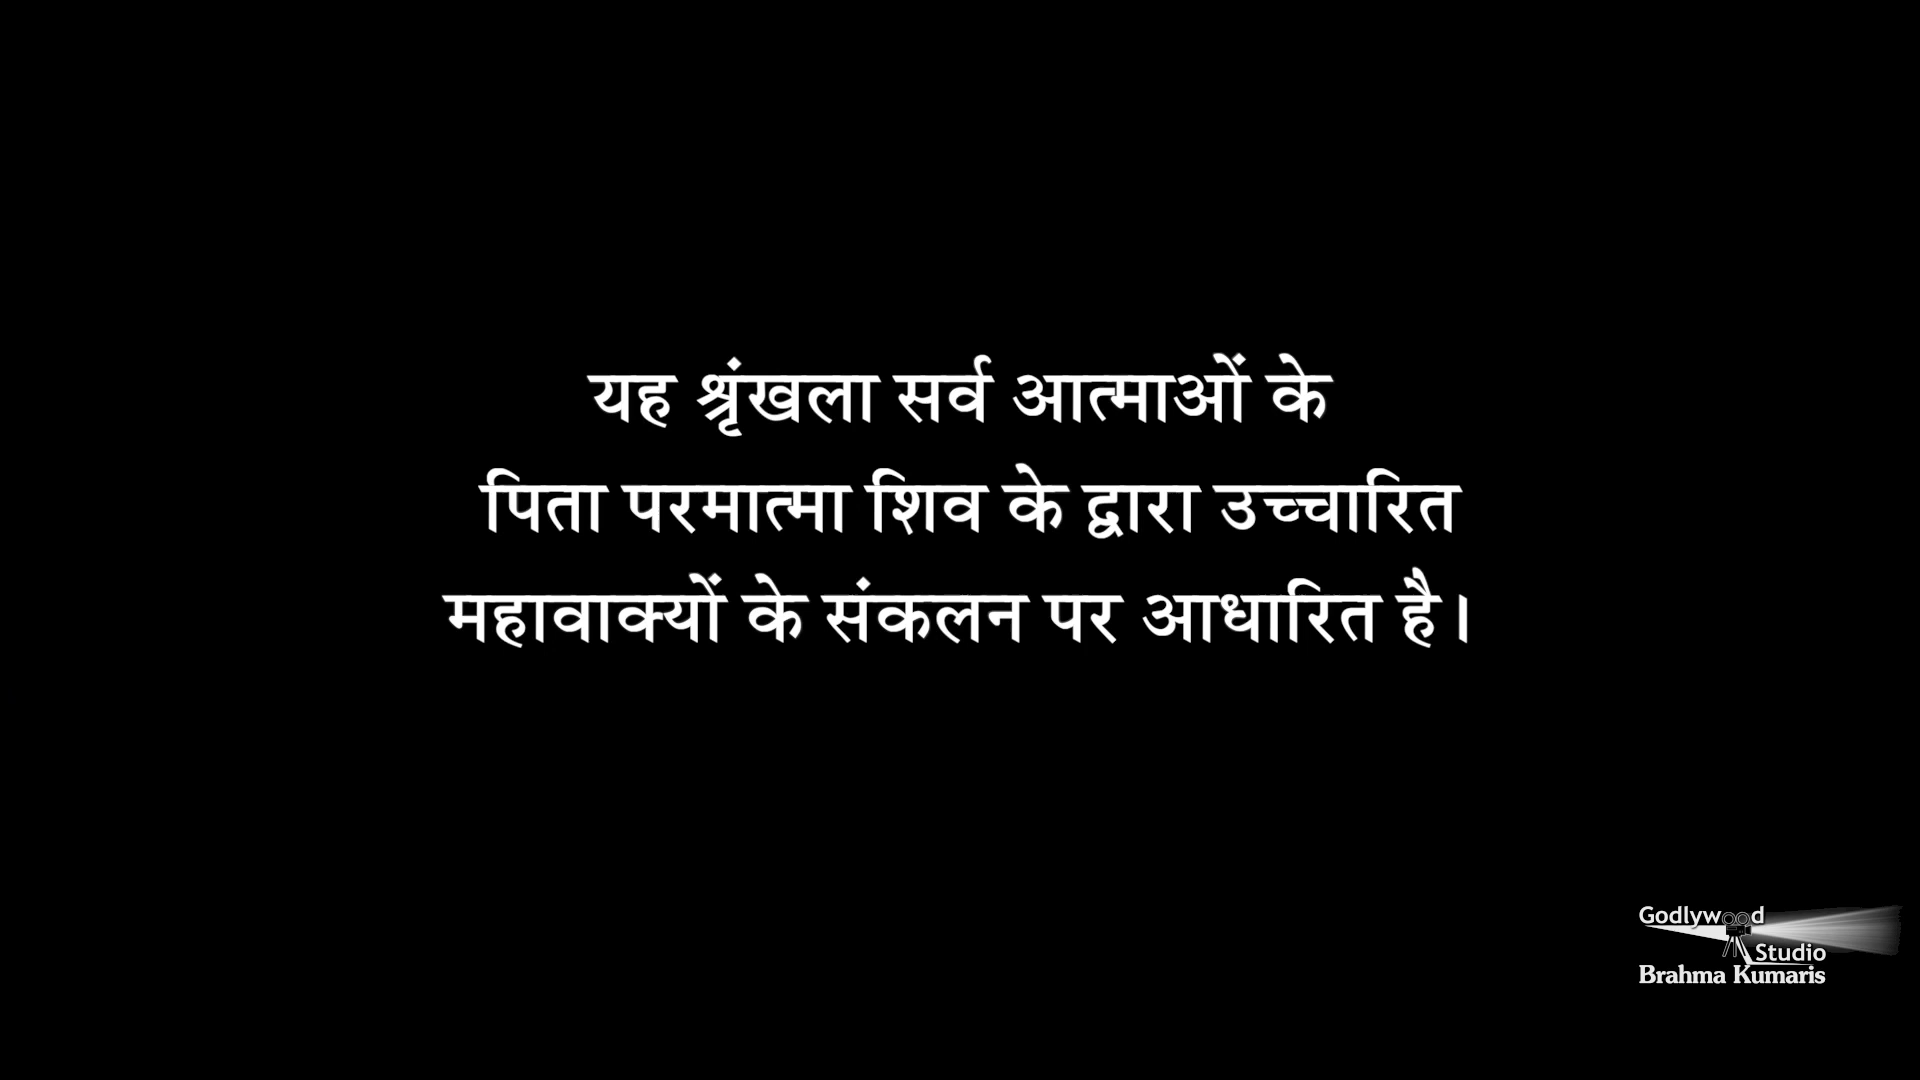 यह श्रृंखला सर्व आत्माओं के
पिता परमात्मा शिव के द्वारा उच्चारित
महावाक्यों के संकलन पर आधारित है।
Godlywood
Studio
Brahma Kumaris